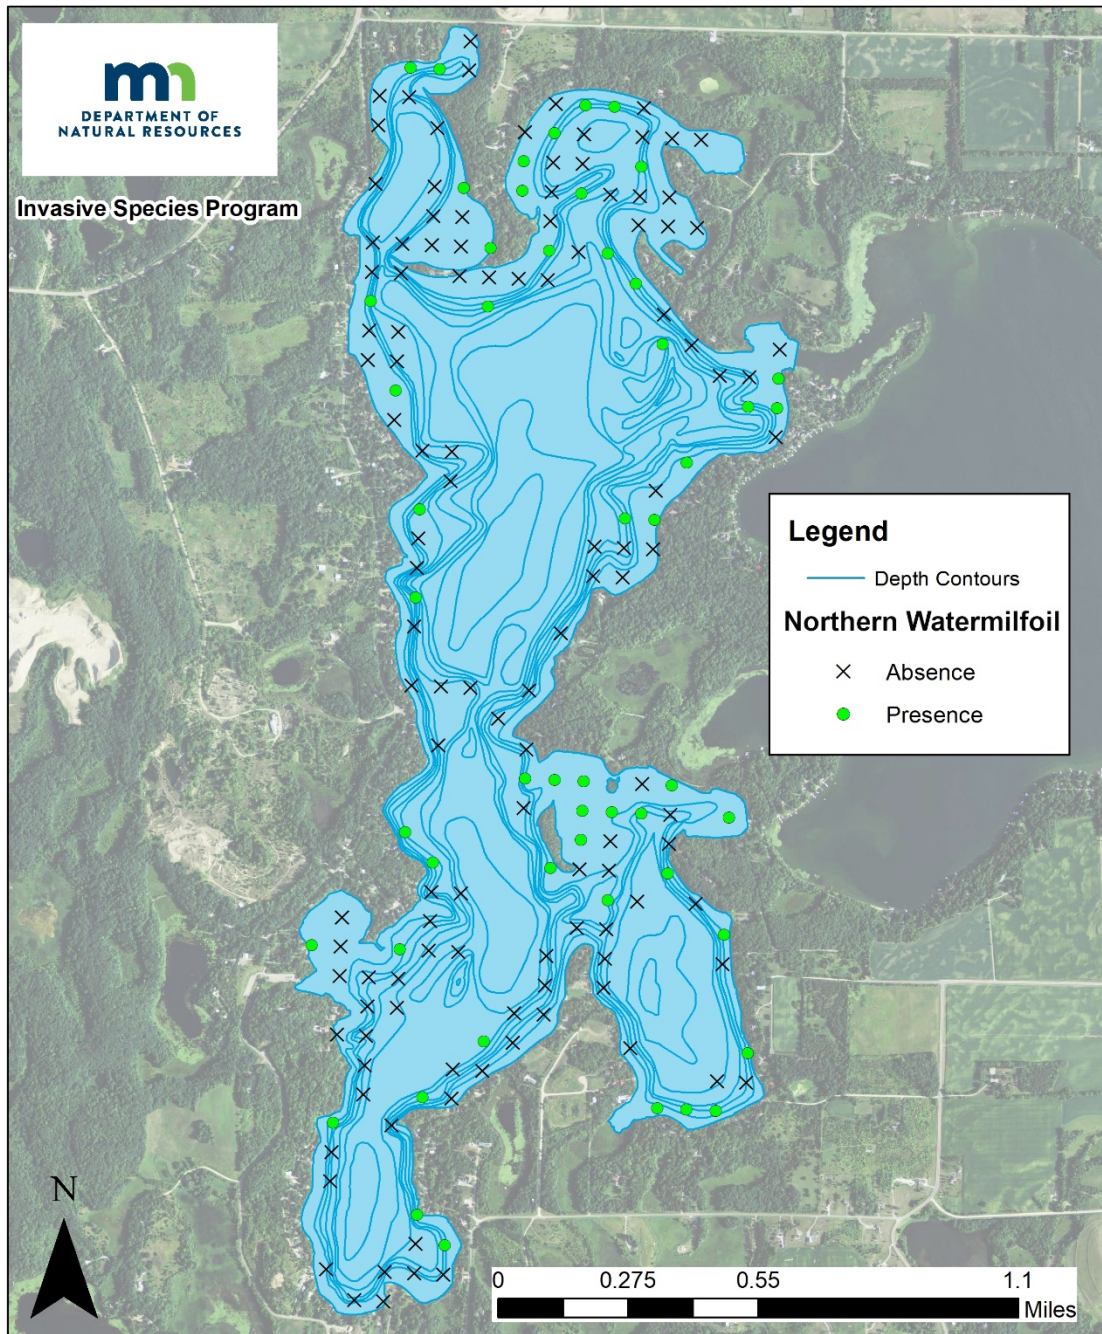 mn
DEPARTMENT OF
NATURAL RESOURCES
Invasive Species Program
Legend
Depth Contours
Northern Watermilfoil
Absence
Presence
N
0 0.275 0.55 1.1
Miles